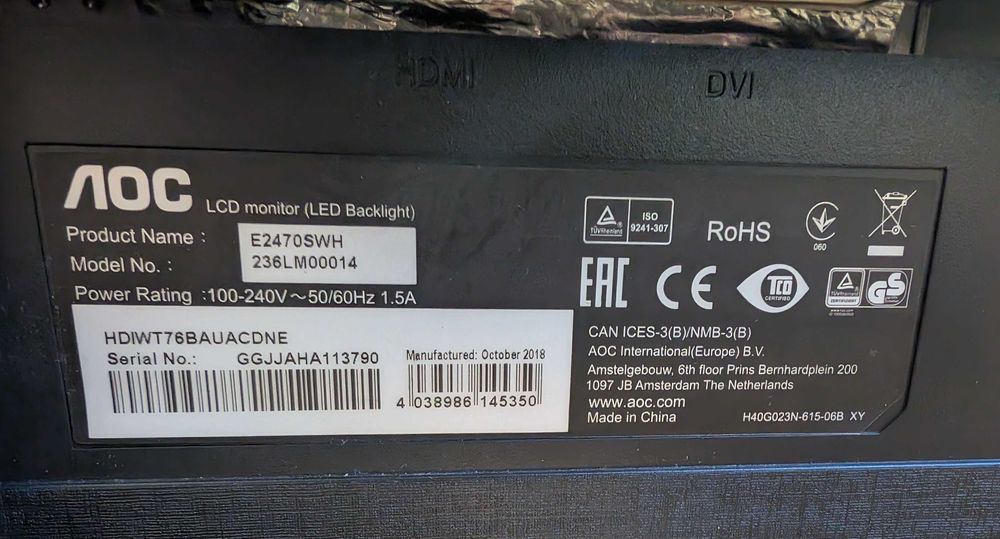 HDMI
DVI
AOC LCD monitor (LED Backlight)
Product Name : E2470SWH
Model No. : 236LM00014
Power Rating :100-240V~50/60Hz 1.5A
HDIWT76BAUACDNE
Serial No.: GGJJAHA113790
Manufactured: October 2018
4 038986 145350
TÜVRheinland
ISO
9241-307
RoHS
060
EAC
CE
TCO
CERTIFIED
TÜVRheinland
CERTIFIED
GS
CAN ICES-3(B)/NMB-3(B)
AOC International(Europe) B.V.
Amstelgebouw, 6th floor Prins Bernhardplein 200
1097 JB Amsterdam The Netherlands
www.aoc.com
Made in China
H40G023N-615-06B XY